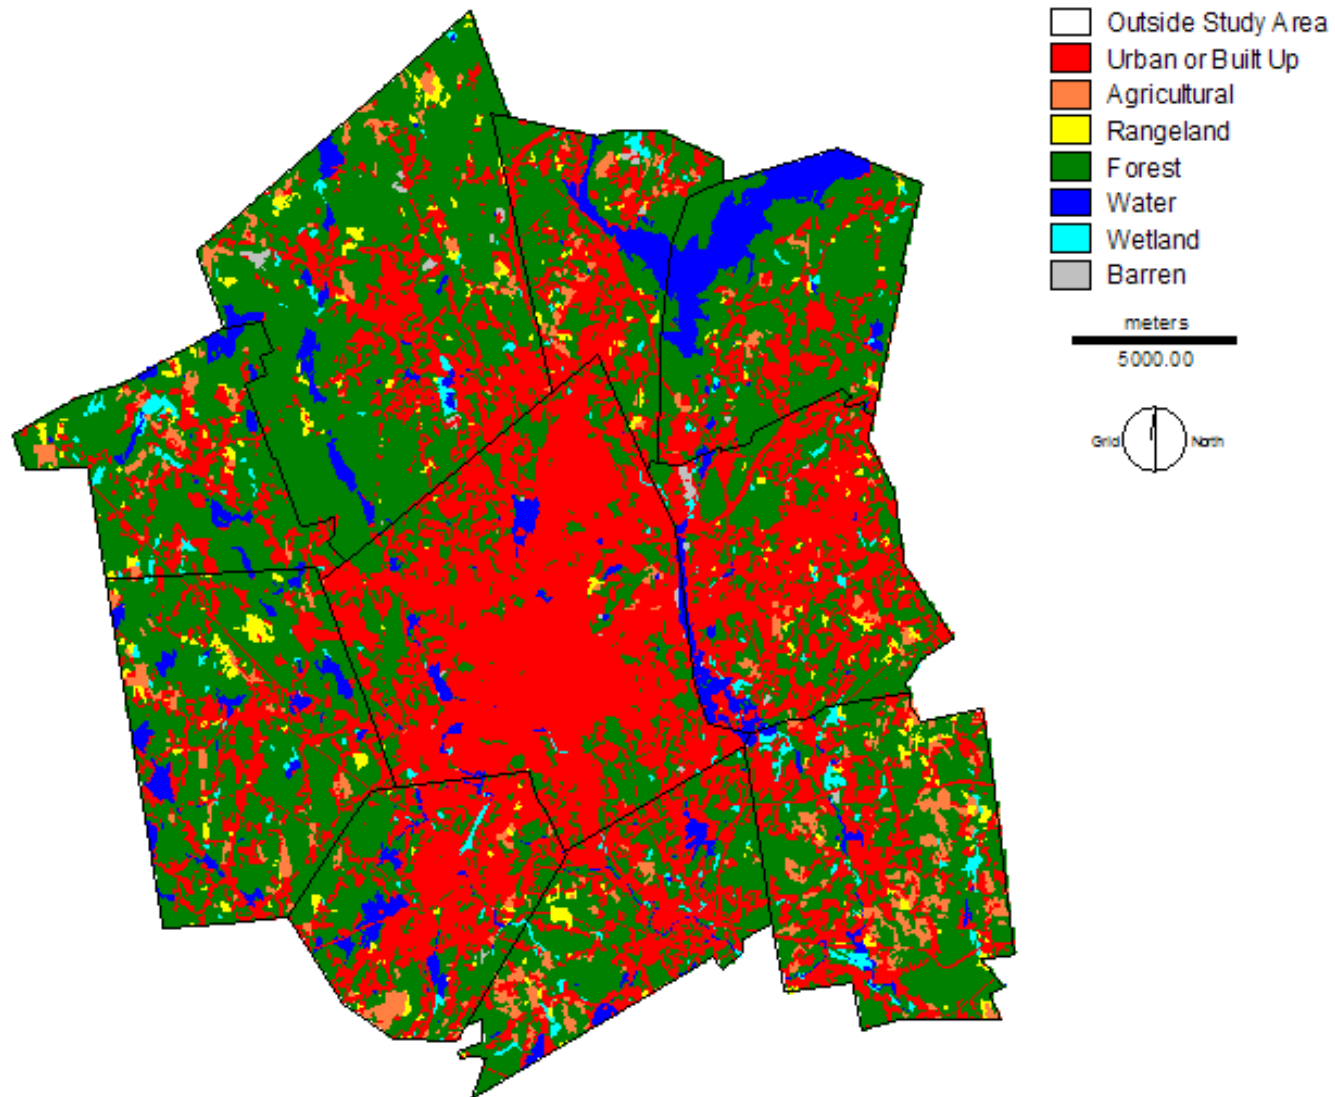 Outside Study Area
Urban or Built Up
Agricultural
Rangeland
Forest
Water
Wetland
Barren
meters
5000.00
Grid North